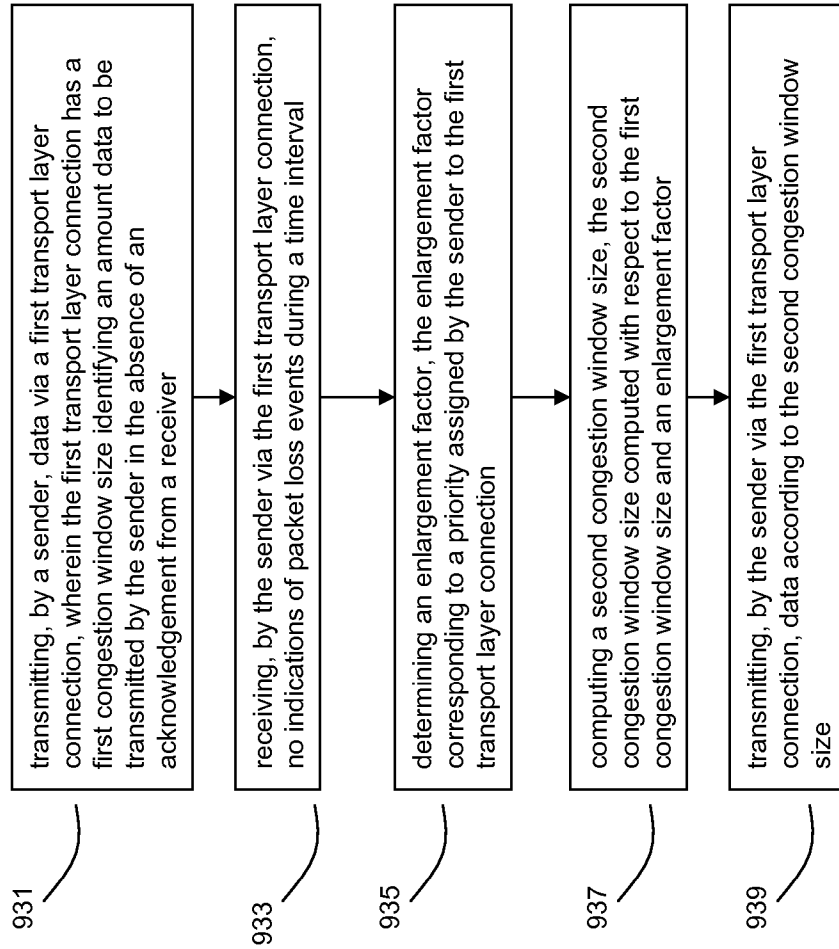 931
transmitting, by a sender, data via a first transport layer
connection, wherein the first transport layer connection has a
first congestion window size identifying an amount data to be
transmitted by the sender in the absence of an
acknowledgement from a receiver
933
receiving, by the sender via the first transport layer connection,
no indications of packet loss events during a time interval
935
determining an enlargement factor, the enlargement factor
corresponding to a priority assigned by the sender to the first
transport layer connection
937
computing a second congestion window size, the second
congestion window size computed with respect to the first
congestion window size and an enlargement factor
939
transmitting, by the sender via the first transport layer
connection, data according to the second congestion window
size